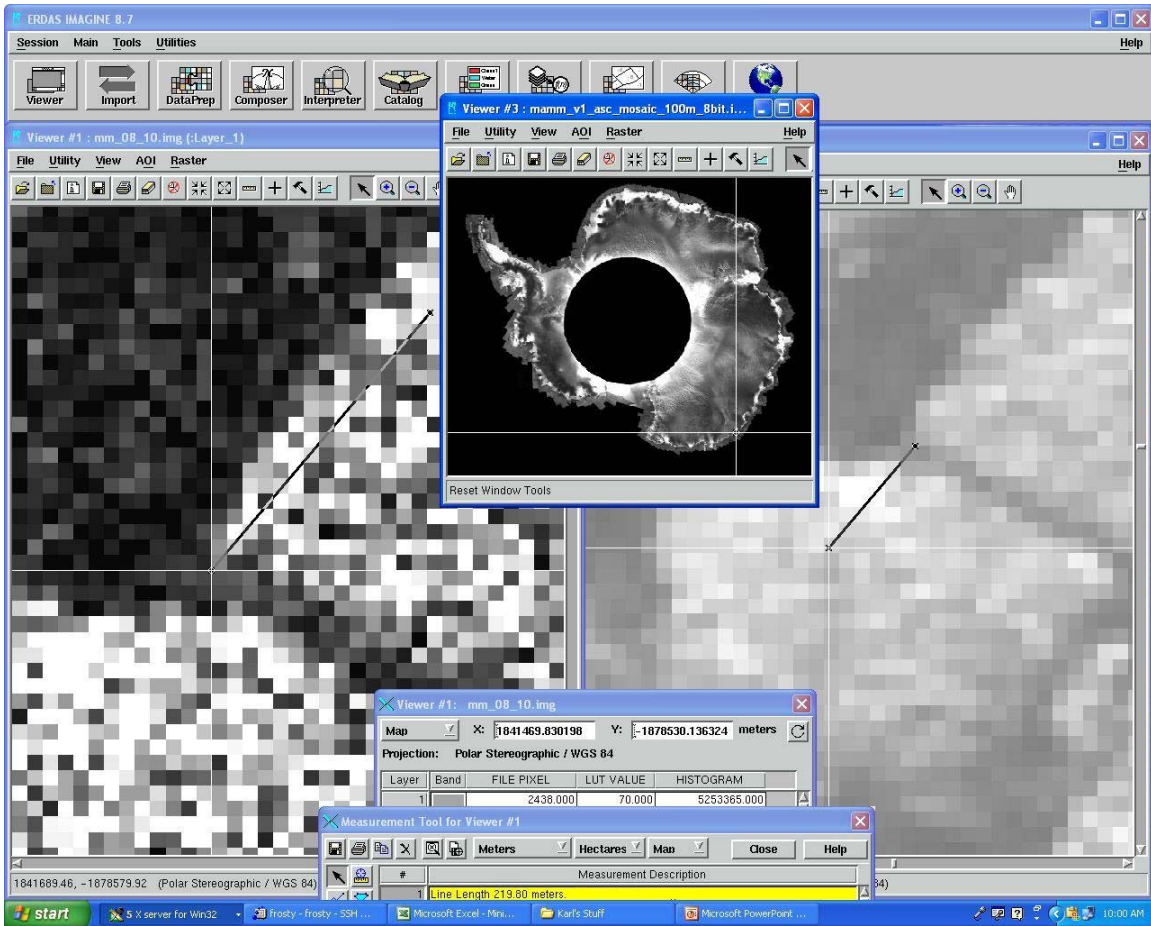 ERDAS IMAGINE 8.7
Session Main Tools Utilities Help
Viewer Import DataPrep Composer Interpreter Catalog
Viewer #3 : mamm_v1_asc_mosaic_100m_8bit.i...
File Utility View AOI Raster Help
Viewer #1 : mm_08_10.img (:Layer_1)
File Utility View AOI Raster
Help
Reset Window Tools
Viewer #1: mm_08_10.img
Map X: 1841469.830198 Y: -1878530.136324 meters
Projection: Polar Stereographic / WGS 84
Layer Band FILE PIXEL LUT VALUE HISTOGRAM
1 2438.000 70.000 5253365.000
Measurement Tool for Viewer #1
Meters Hectares Map Close Help
# Measurement Description
1 Line Length 219.80 meters.
1841689.46, -1878579.92 (Polar Stereographic / WGS 84)
84)
start 5 X server for Win32 frosty - frosty - SSH ... Microsoft Excel - Mini... Karl's Stuff Microsoft PowerPoint ... 10:00 AM